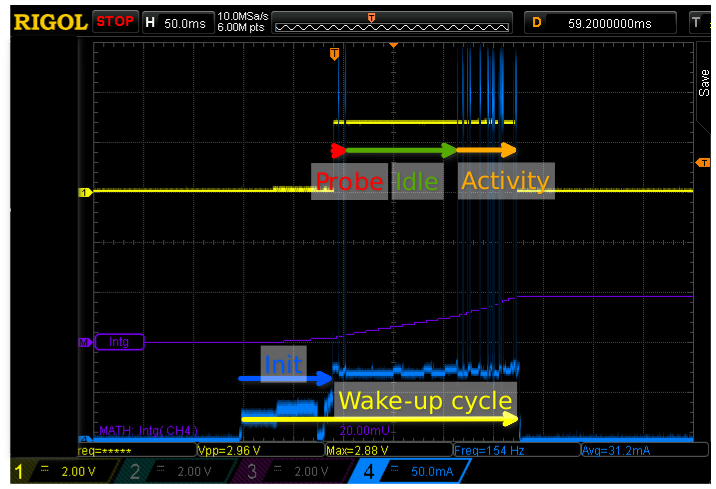 RIGOL STOP H 50.0ms 10.0MSa/s 6.00M pts D 59.2000000ms T
T
T
Save
T
1
Probe Idle Activity
M Intg
Init
Wake-up cycle
MATH: Intg( CH4) 20.00mU
4
req=***** Vpp=2.96 V Max=2.88 V Freq=154 Hz Avg=31.2mA
1 2.00 V 2 2.00 V 3 2.00 V 4 50.0mA